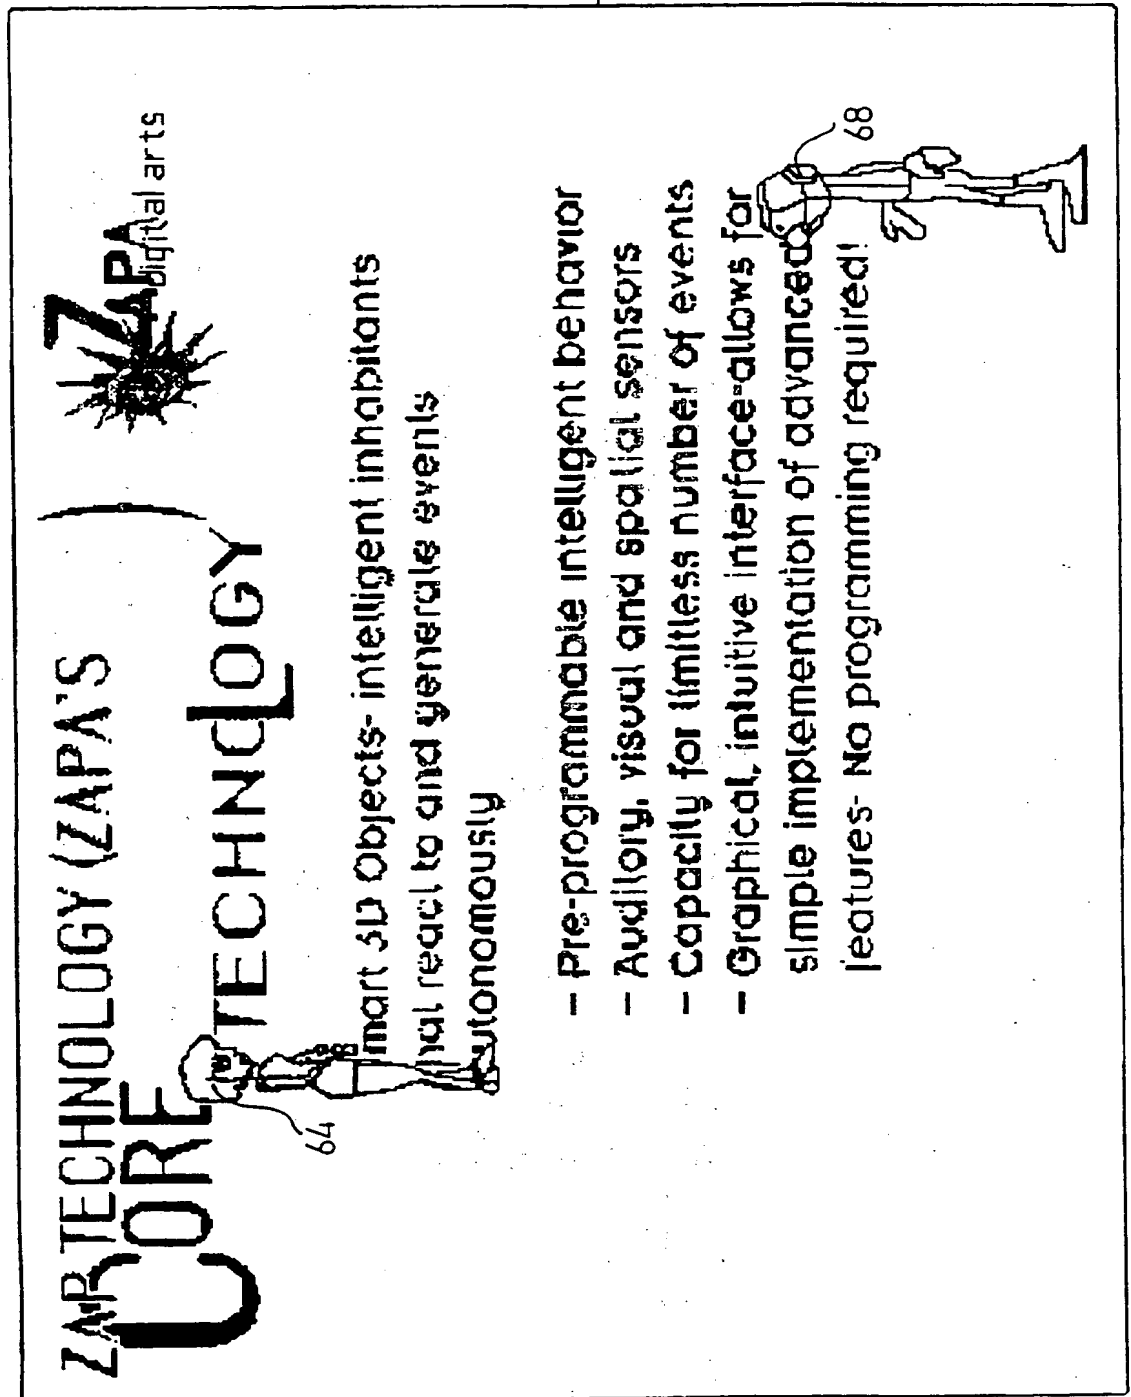 ZAP TECHNOLOGY (ZAPA'S
CORE TECHNOLOGY )
ZAPA
digital arts
64
mart 3D Objects- intelligent inhabitants
hat react to and generate events
utonomously
- Pre-programmable intelligent behavior
- Auditory, visual and spatial sensors
- Capacity for limitless number of events
- Graphical, intuitive interface-allows for
simple implementation of advanced
features- No programming required!
68